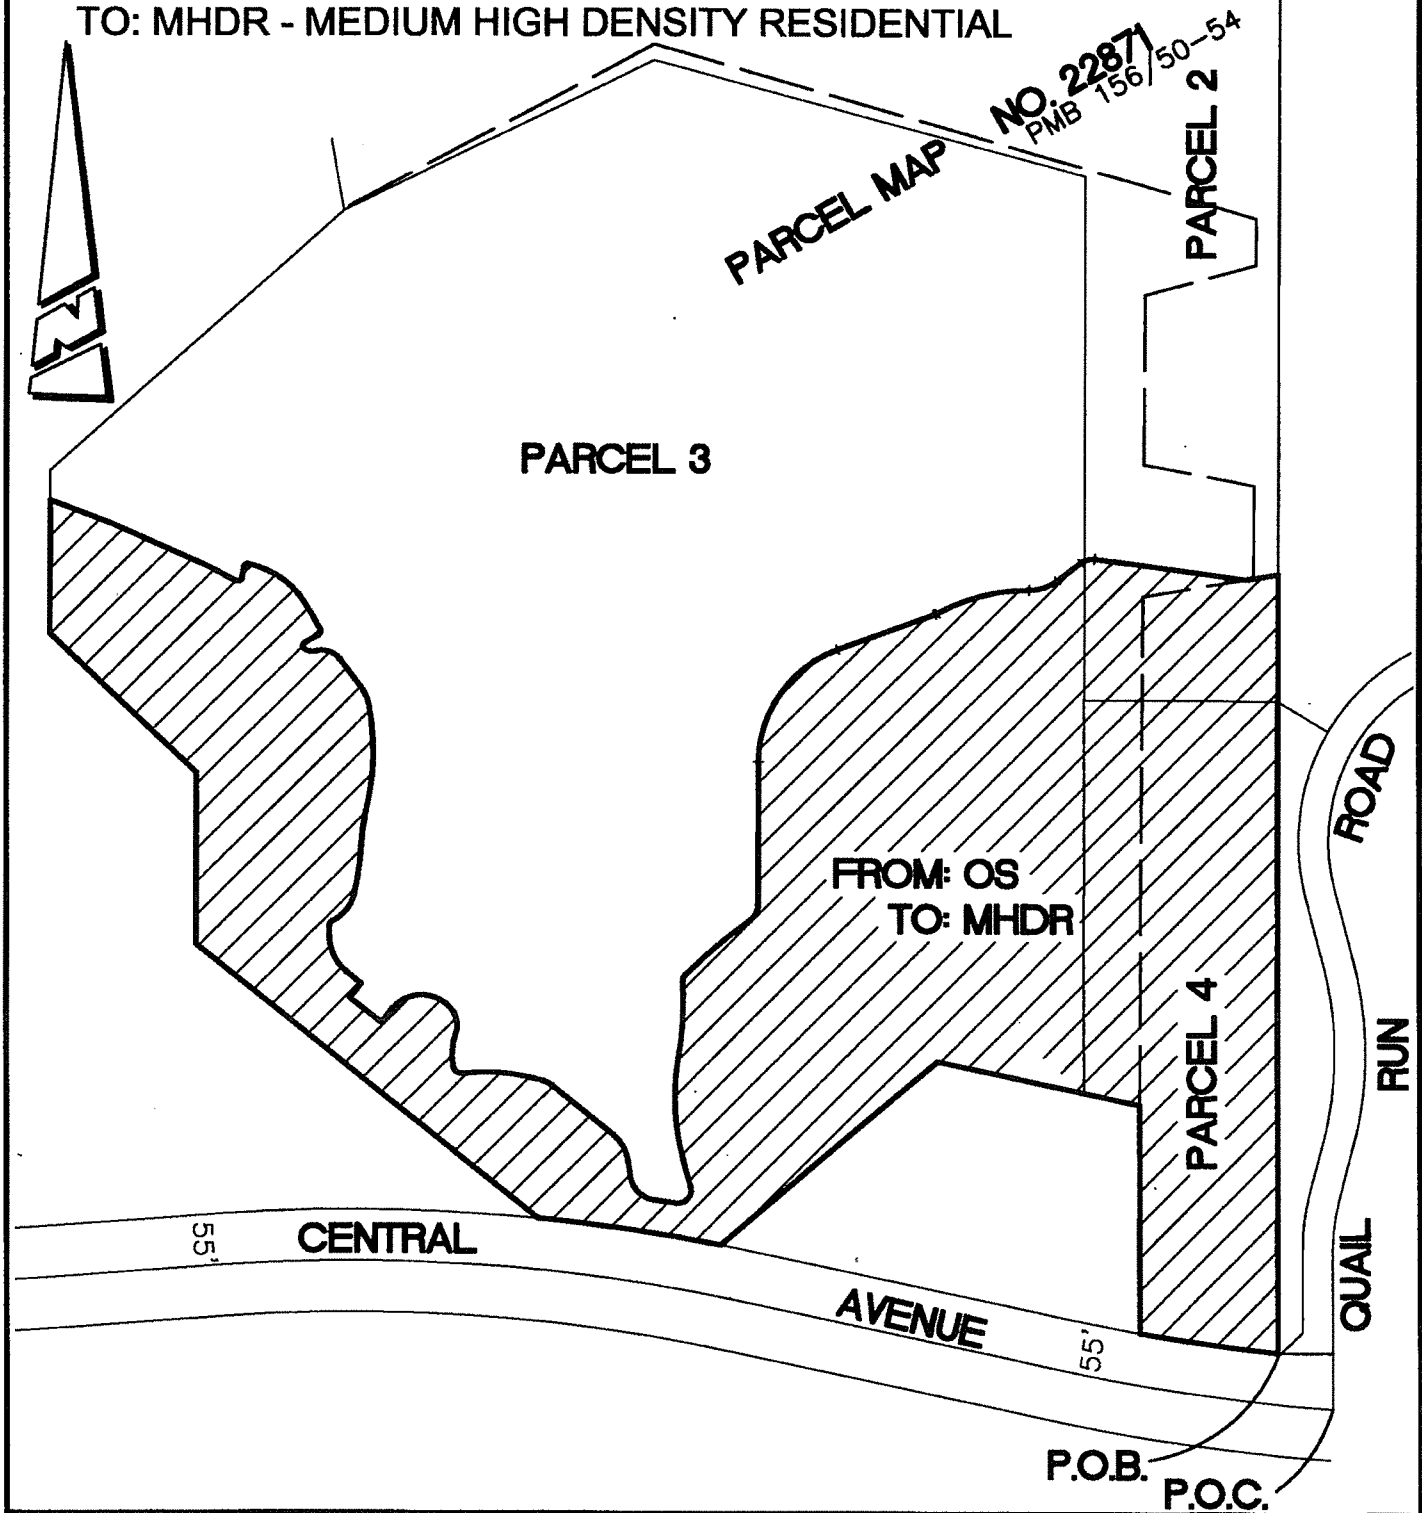 TO: MHDR - MEDIUM HIGH DENSITY RESIDENTIAL
PARCEL MAP NO. 22871
PMB 156/50-54
PARCEL 2
N
PARCEL 3
ROAD
FROM: OS
TO: MHDR
PARCEL 4
RUN
QUAIL
55'
CENTRAL
AVENUE
55'
P.O.B.
P.O.C.